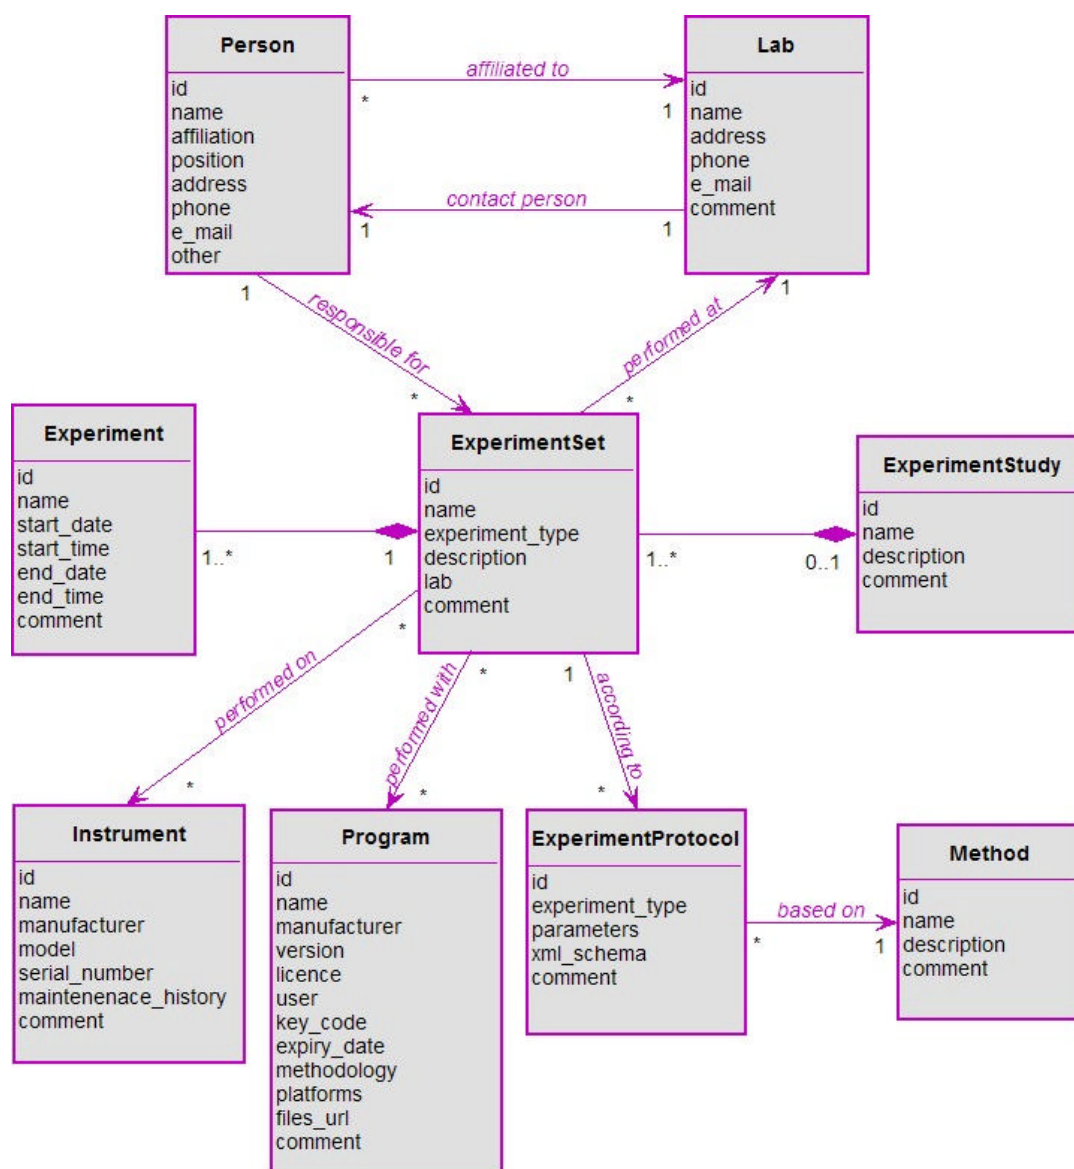 Person
id
name
affiliation
position
address
phone
e_mail
other
affiliated to
*
1
contact person
1
1
Lab
id
name
address
phone
e_mail
comment
1
responsible for
*
1
performed at
*
Experiment
id
name
start_date
start_time
end_date
end_time
comment
1..*
1
ExperimentSet
id
name
experiment_type
description
lab
comment
1..*
0..1
ExperimentStudy
id
name
description
comment
*
performed on
*
*
performed with
*
1
according to
*
Instrument
id
name
manufacturer
model
serial_number
maintenenace_history
comment
Program
id
name
manufacturer
version
licence
user
key_code
expiry_date
methodology
platforms
files_url
comment
ExperimentProtocol
id
experiment_type
parameters
xml_schema
comment
based on
*
1
Method
id
name
description
comment